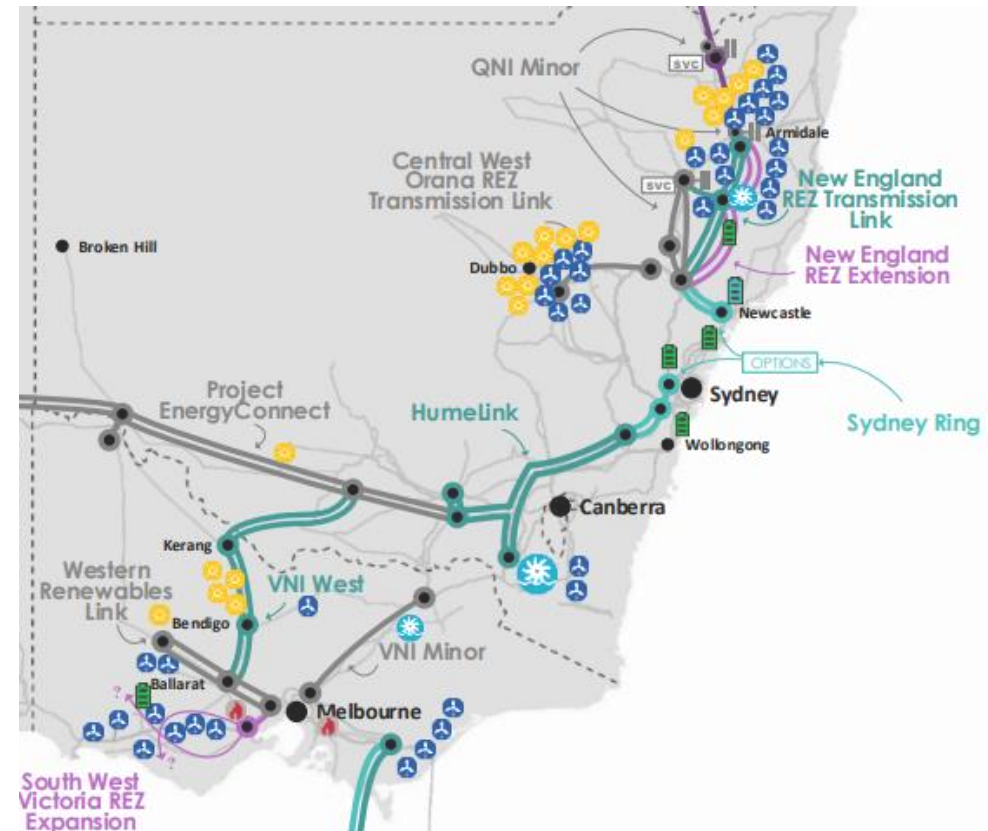 QNI Minor
SVC
Armidale
Central West
Orana REZ
Transmission Link
SVC
New England
REZ Transmission
Link
Broken Hill
Dubbo
New England
REZ Extension
Newcastle
OPTIONS
Project
EnergyConnect
HumeLink
Sydney
Sydney Ring
Wollongong
Canberra
Kerang
Western
Renewables
Link
VNI West
Bendigo
VNI Minor
Ballarat
?
Melbourne
?
South West
Victoria REZ
Expansion